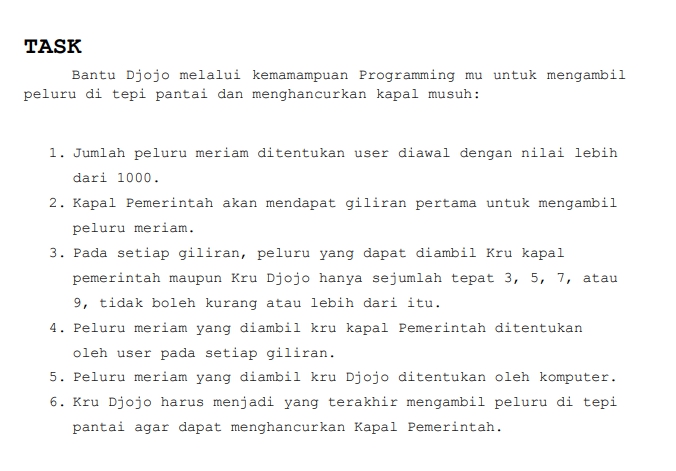 TASK
Bantu Djojo melalui kemamampuan Programming mu untuk mengambil
peluru di tepi pantai dan menghancurkan kapal musuh:
1. Jumlah peluru meriam ditentukan user diawal dengan nilai lebih
dari 1000.
2. Kapal Pemerintah akan mendapat giliran pertama untuk mengambil
peluru meriam.
3. Pada setiap giliran, peluru yang dapat diambil Kru kapal
pemerintah maupun Kru Djojo hanya sejumlah tepat 3, 5, 7, atau
9, tidak boleh kurang atau lebih dari itu.
4. Peluru meriam yang diambil kru kapal Pemerintah ditentukan
oleh user pada setiap giliran.
5. Peluru meriam yang diambil kru Djojo ditentukan oleh komputer.
6. Kru Djojo harus menjadi yang terakhir mengambil peluru di tepi
pantai agar dapat menghancurkan Kapal Pemerintah.